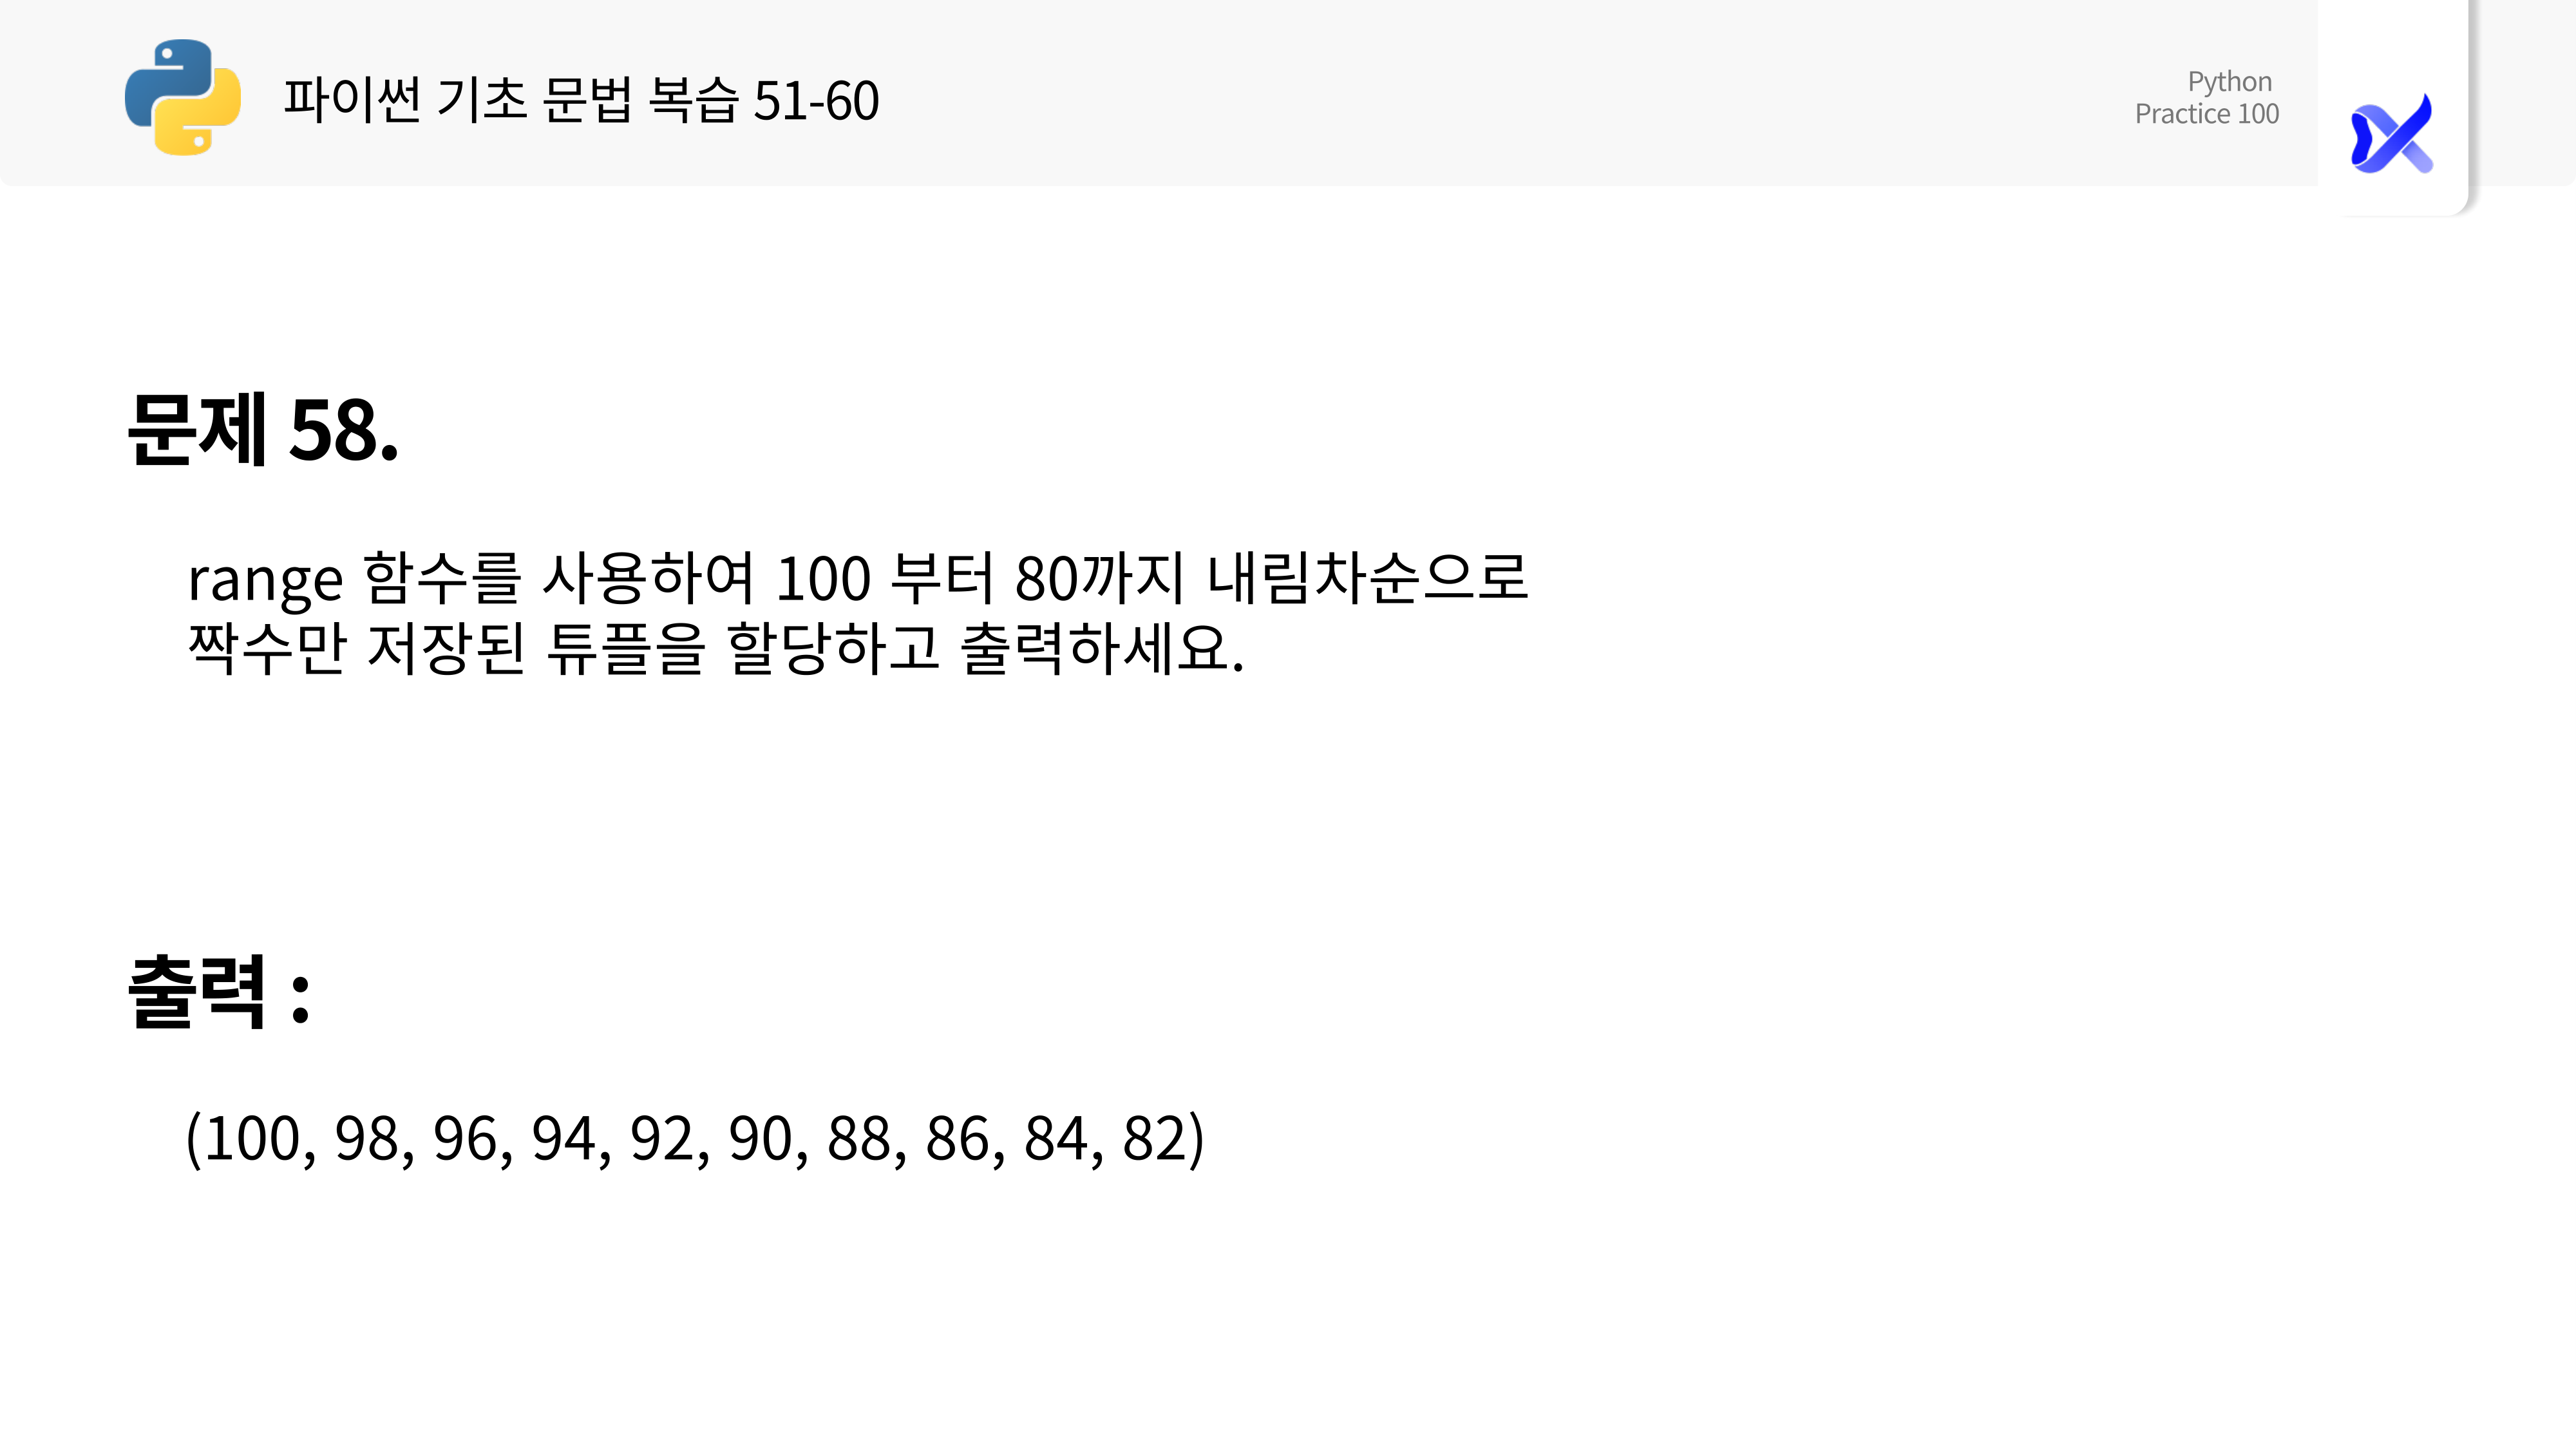 파이썬 기초 문법 복습 51-60
Python
Practice 100
문제 58.
range 함수를 사용하여 100 부터 80까지 내림차순으로
짝수만 저장된 튜플을 할당하고 출력하세요.
출력 :
(100, 98, 96, 94, 92, 90, 88, 86, 84, 82)